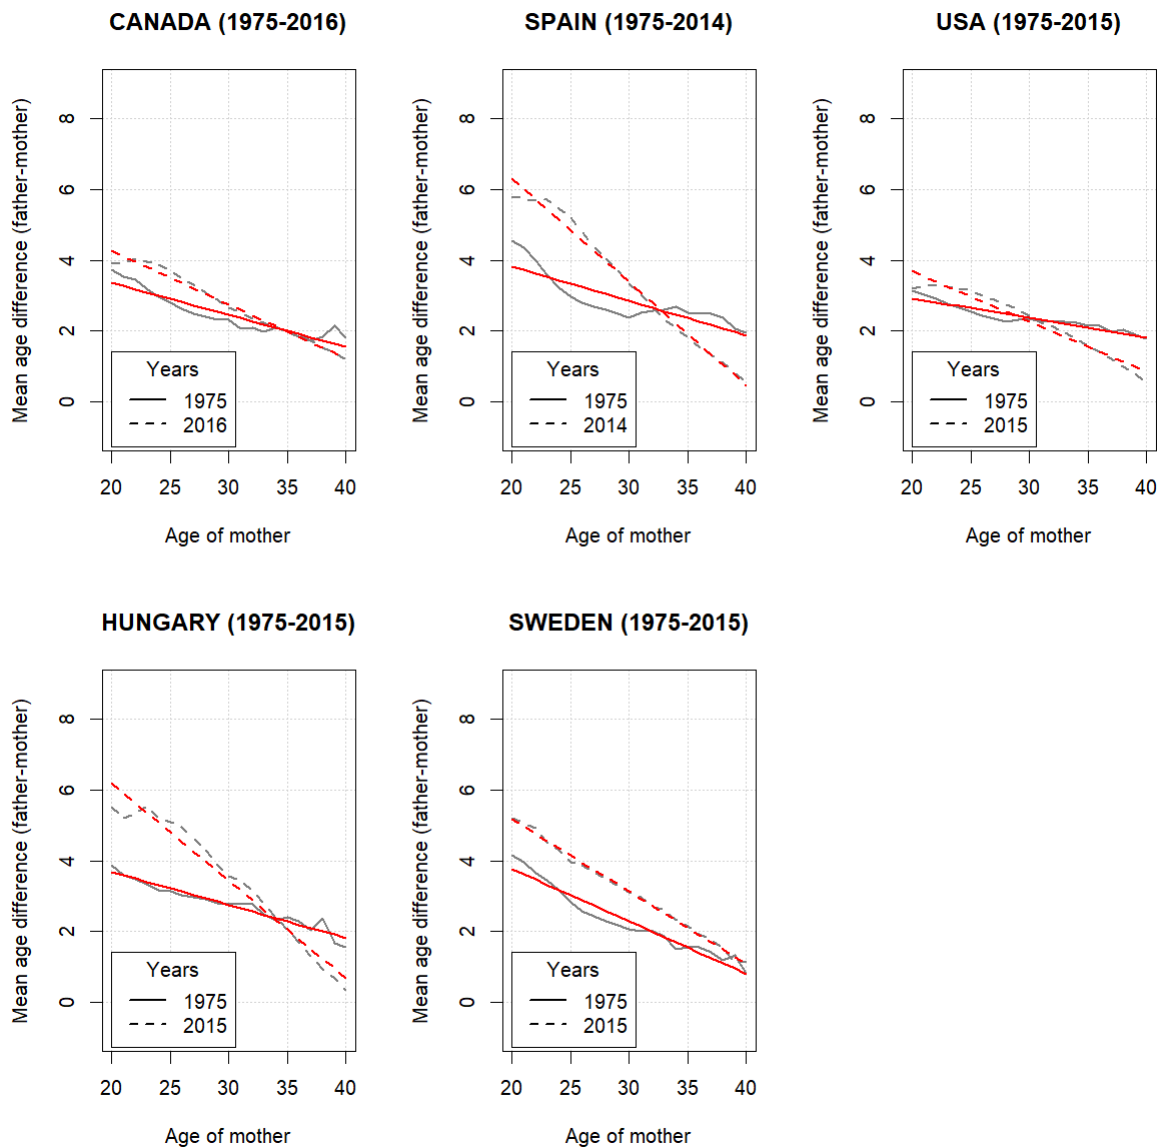 CANADA (1975-2016)
Mean age difference (father-mother)
8
6
4
2
0
Years
1975
2016
20 25 30 35 40
Age of mother
SPAIN (1975-2014)
Mean age difference (father-mother)
8
6
4
2
0
Years
1975
2014
20 25 30 35 40
Age of mother
USA (1975-2015)
Mean age difference (father-mother)
8
6
4
2
0
Years
1975
2015
20 25 30 35 40
Age of mother
HUNGARY (1975-2015)
Mean age difference (father-mother)
8
6
4
2
0
Years
1975
2015
20 25 30 35 40
Age of mother
SWEDEN (1975-2015)
Mean age difference (father-mother)
8
6
4
2
0
Years
1975
2015
20 25 30 35 40
Age of mother